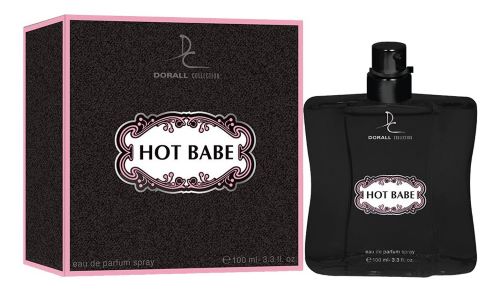 DC
DORALL COLLECTION
HOT BABE
eau de parfum spray
℮ 100 ml- 3.3 fl. oz
DC
DORALL COLLECTION
HOT BABE
eau de parfum spray
℮ 100 ml- 3.3 fl. oz